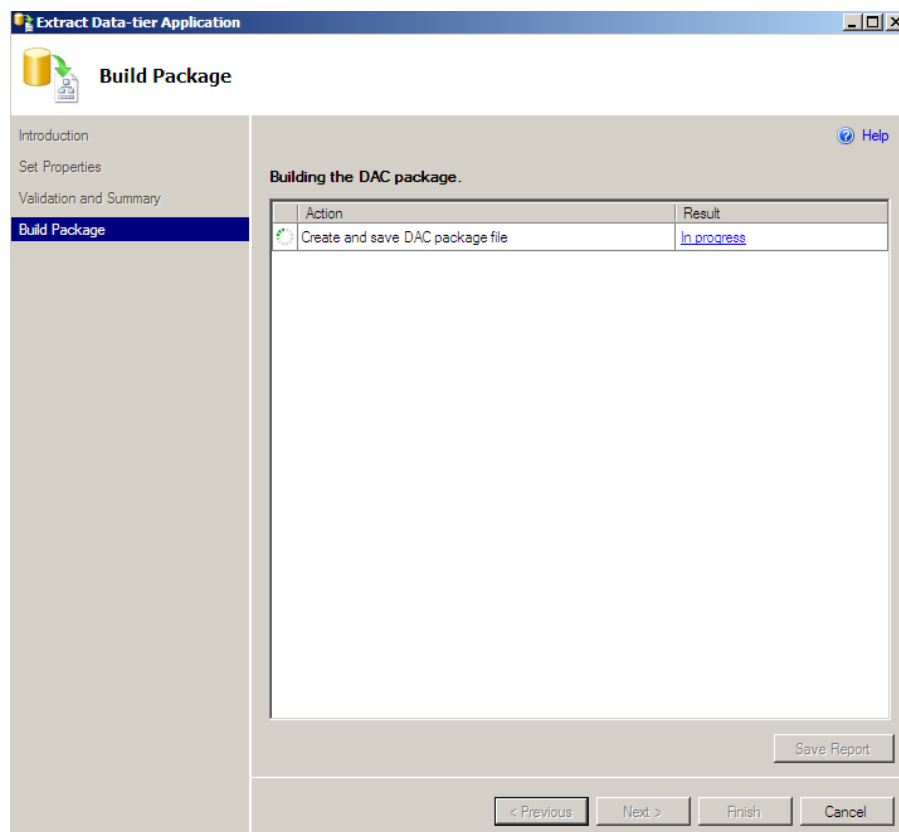 Extract Data-tier Application
Build Package
Introduction
Set Properties
Validation and Summary
Build Package
Help
Building the DAC package.
Action Result
Create and save DAC package file In progress
Save Report
< Previous Next > Finish Cancel